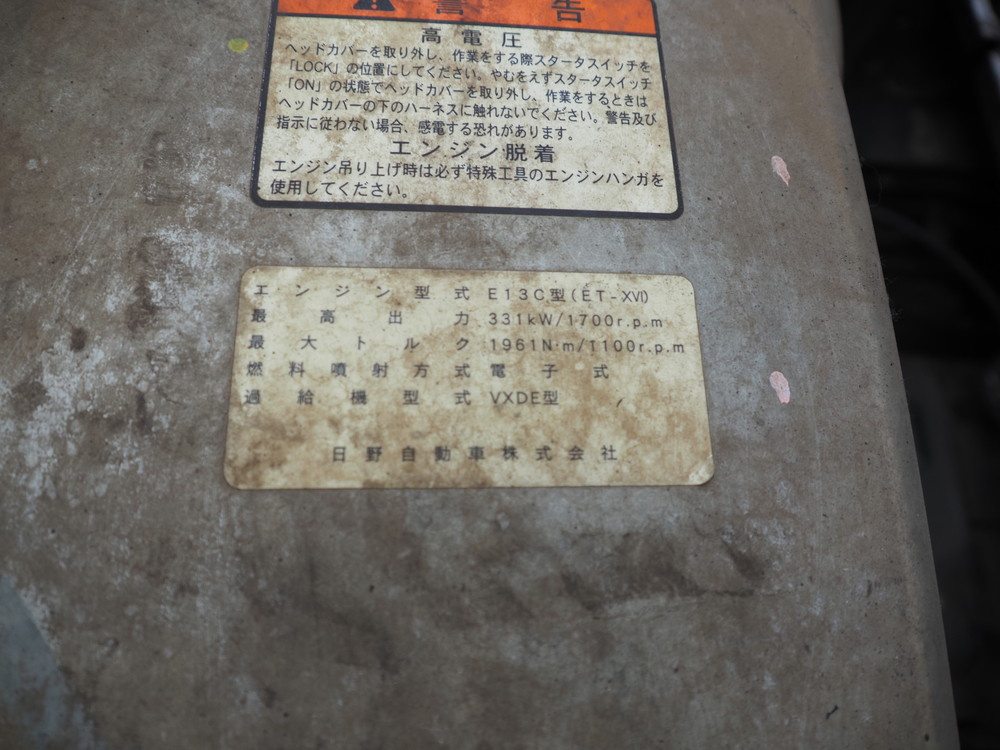 警告
高電圧
ヘッドカバーを取り外し、作業をする際スタータスイッチを
「LOCK」の位置にしてください。やむをえずスタータスイッチ
「ON」の状態でヘッドカバーを取り外し、作業をするときは
ヘッドカバーの下のハーネスに触れないでください。警告及び
指示に従わない場合、感電する恐れがあります。
エンジン脱着
エンジン吊り上げ時は必ず特殊工具のエンジンハンガを
使用してください。
エンジン型式 E13C型(ET-XVI)
最高出力 331kW/1700r.p.m
最大トルク 1961N·m/1100r.p.m
燃料噴射方式 電子式
過給機型式 VXDE型
日野自動車株式会社